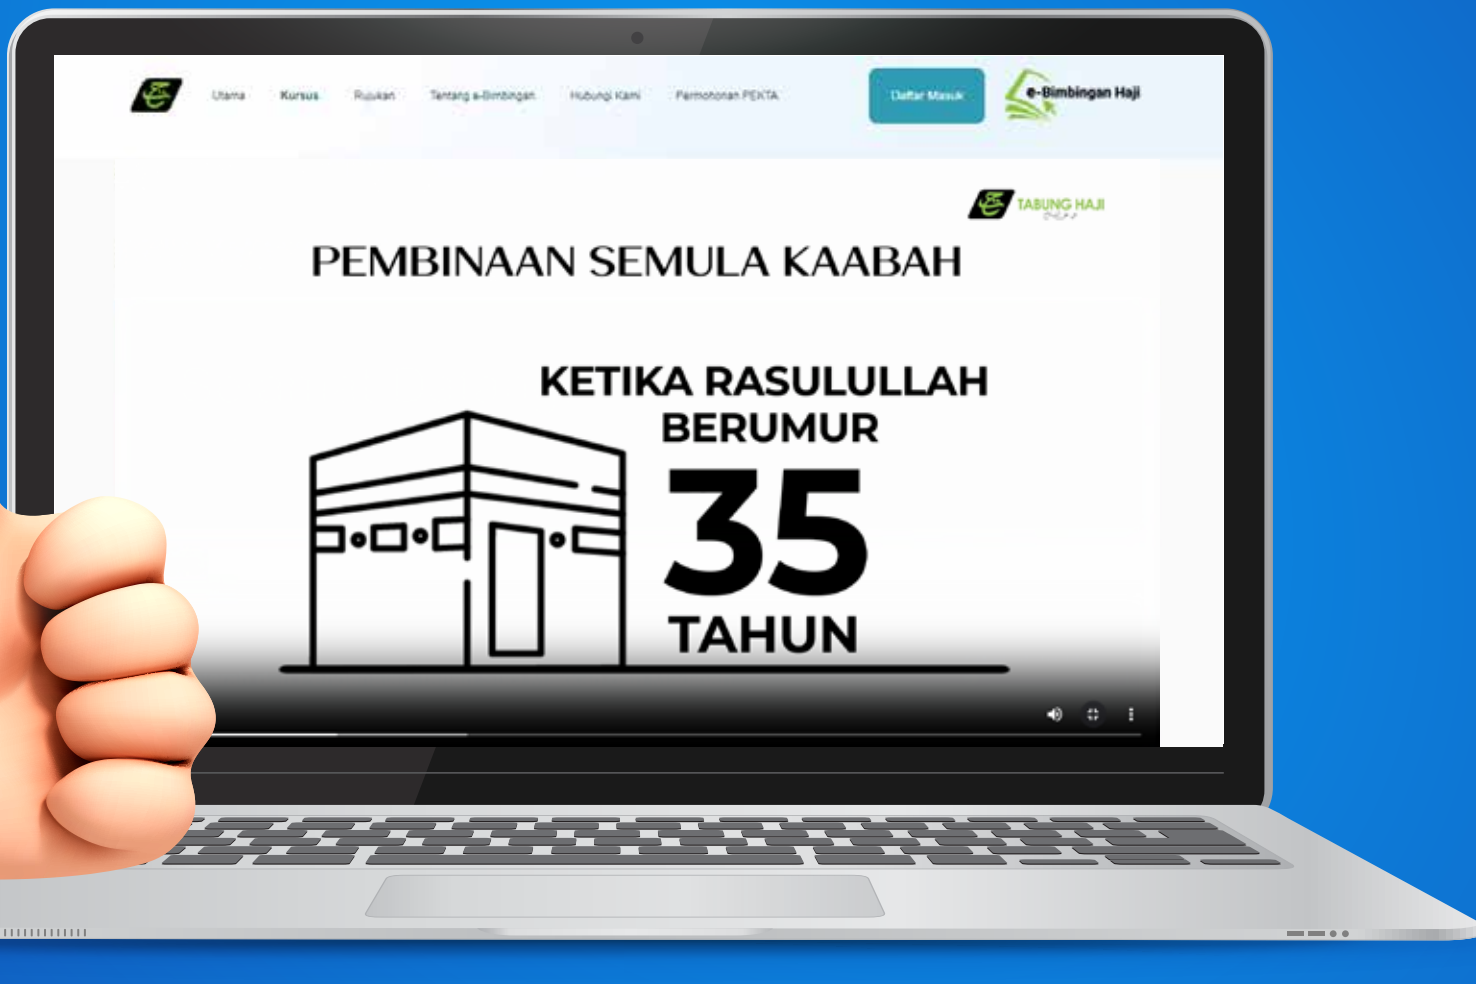 Utama
Kursus
Rujukan
Tentang e-Bimbingan
Hubungi Kami
Permohonan PEKTA
Daftar Masuk
e-Bimbingan Haji
TABUNG HAJI
PEMBINAAN SEMULA KAABAH
KETIKA RASULULLAH
BERUMUR
35
TAHUN